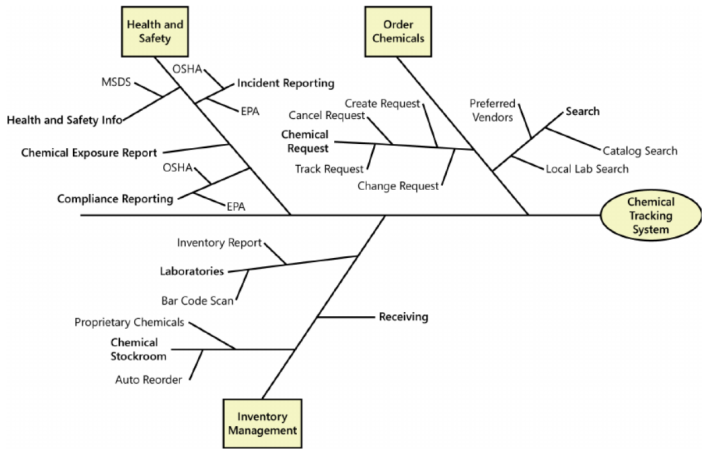 Health and
Safety
Order
Chemicals
OSHA
MSDS
Incident Reporting
EPA
Health and Safety Info
Chemical Exposure Report
OSHA
Compliance Reporting
EPA
Create Request
Cancel Request
Chemical
Request
Track Request
Change Request
Preferred
Vendors
Search
Catalog Search
Local Lab Search
Chemical
Tracking
System
Inventory Report
Laboratories
Bar Code Scan
Receiving
Proprietary Chemicals
Chemical
Stockroom
Auto Reorder
Inventory
Management